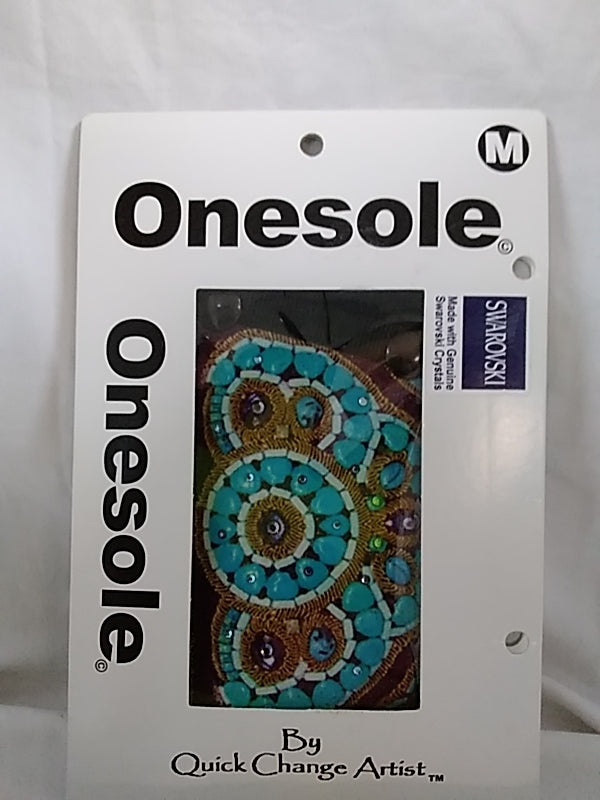 M
Onesole©
SWAROVSKI
Made with Genuine
Swarovski Crystals
Onesole©
By
Quick Change Artist™